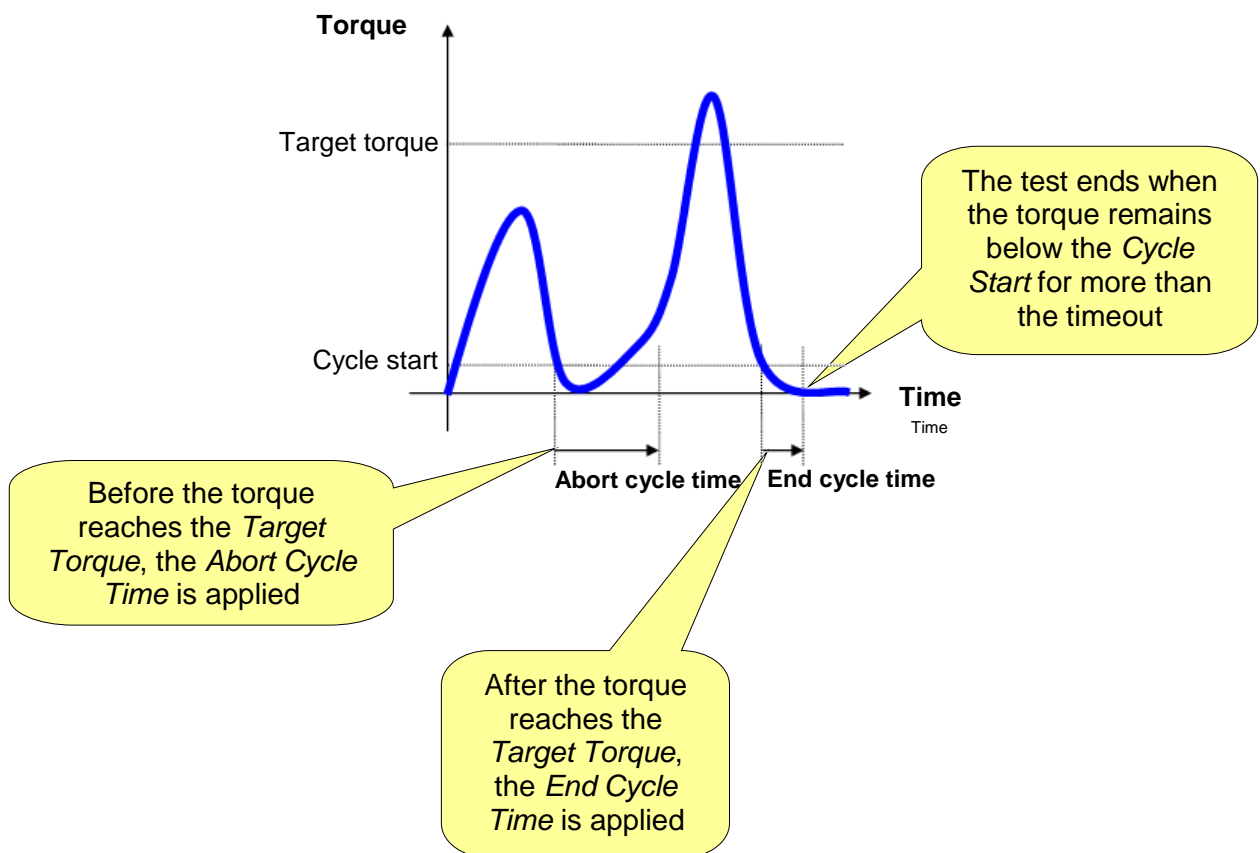 Torque
Target torque
The test ends when
the torque remains
below the Cycle
Start for more than
the timeout
Cycle start
Time
Time
Abort cycle time
End cycle time
Before the torque
reaches the Target
Torque, the Abort Cycle
Time is applied
After the torque
reaches the
Target Torque,
the End Cycle
Time is applied